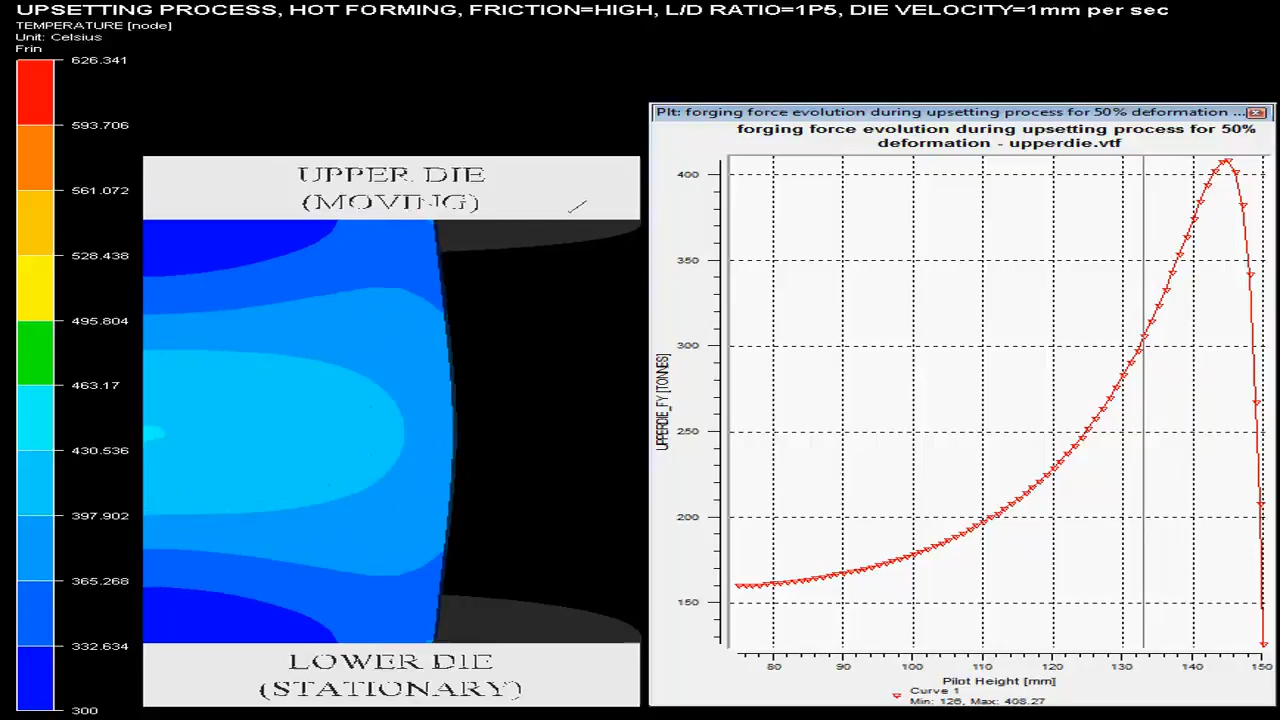 UPSETTING PROCESS, HOT FORMING, FRICTION=HIGH, L/D RATIO=1P5, DIE VELOCITY=1mm per sec
TEMPERATURE [node]
Unit: Celsius
Frin
626.341
593.706
561.072
528.438
495.804
463.17
430.536
397.902
365.268
332.634
300
UPPER DIE
(MOVING)
LOWER DIE
(STATIONARY)
Plt: forging force evolution during upsetting process for 50% deformation ...
forging force evolution during upsetting process for 50%
deformation - upperdie.vtf
UPPERDIE_FY [TONNES]
400
350
300
250
200
150
80 90 100 110 120 130 140 150
Pilot Height [mm]
Curve 1
Min: 126, Max: 408.27